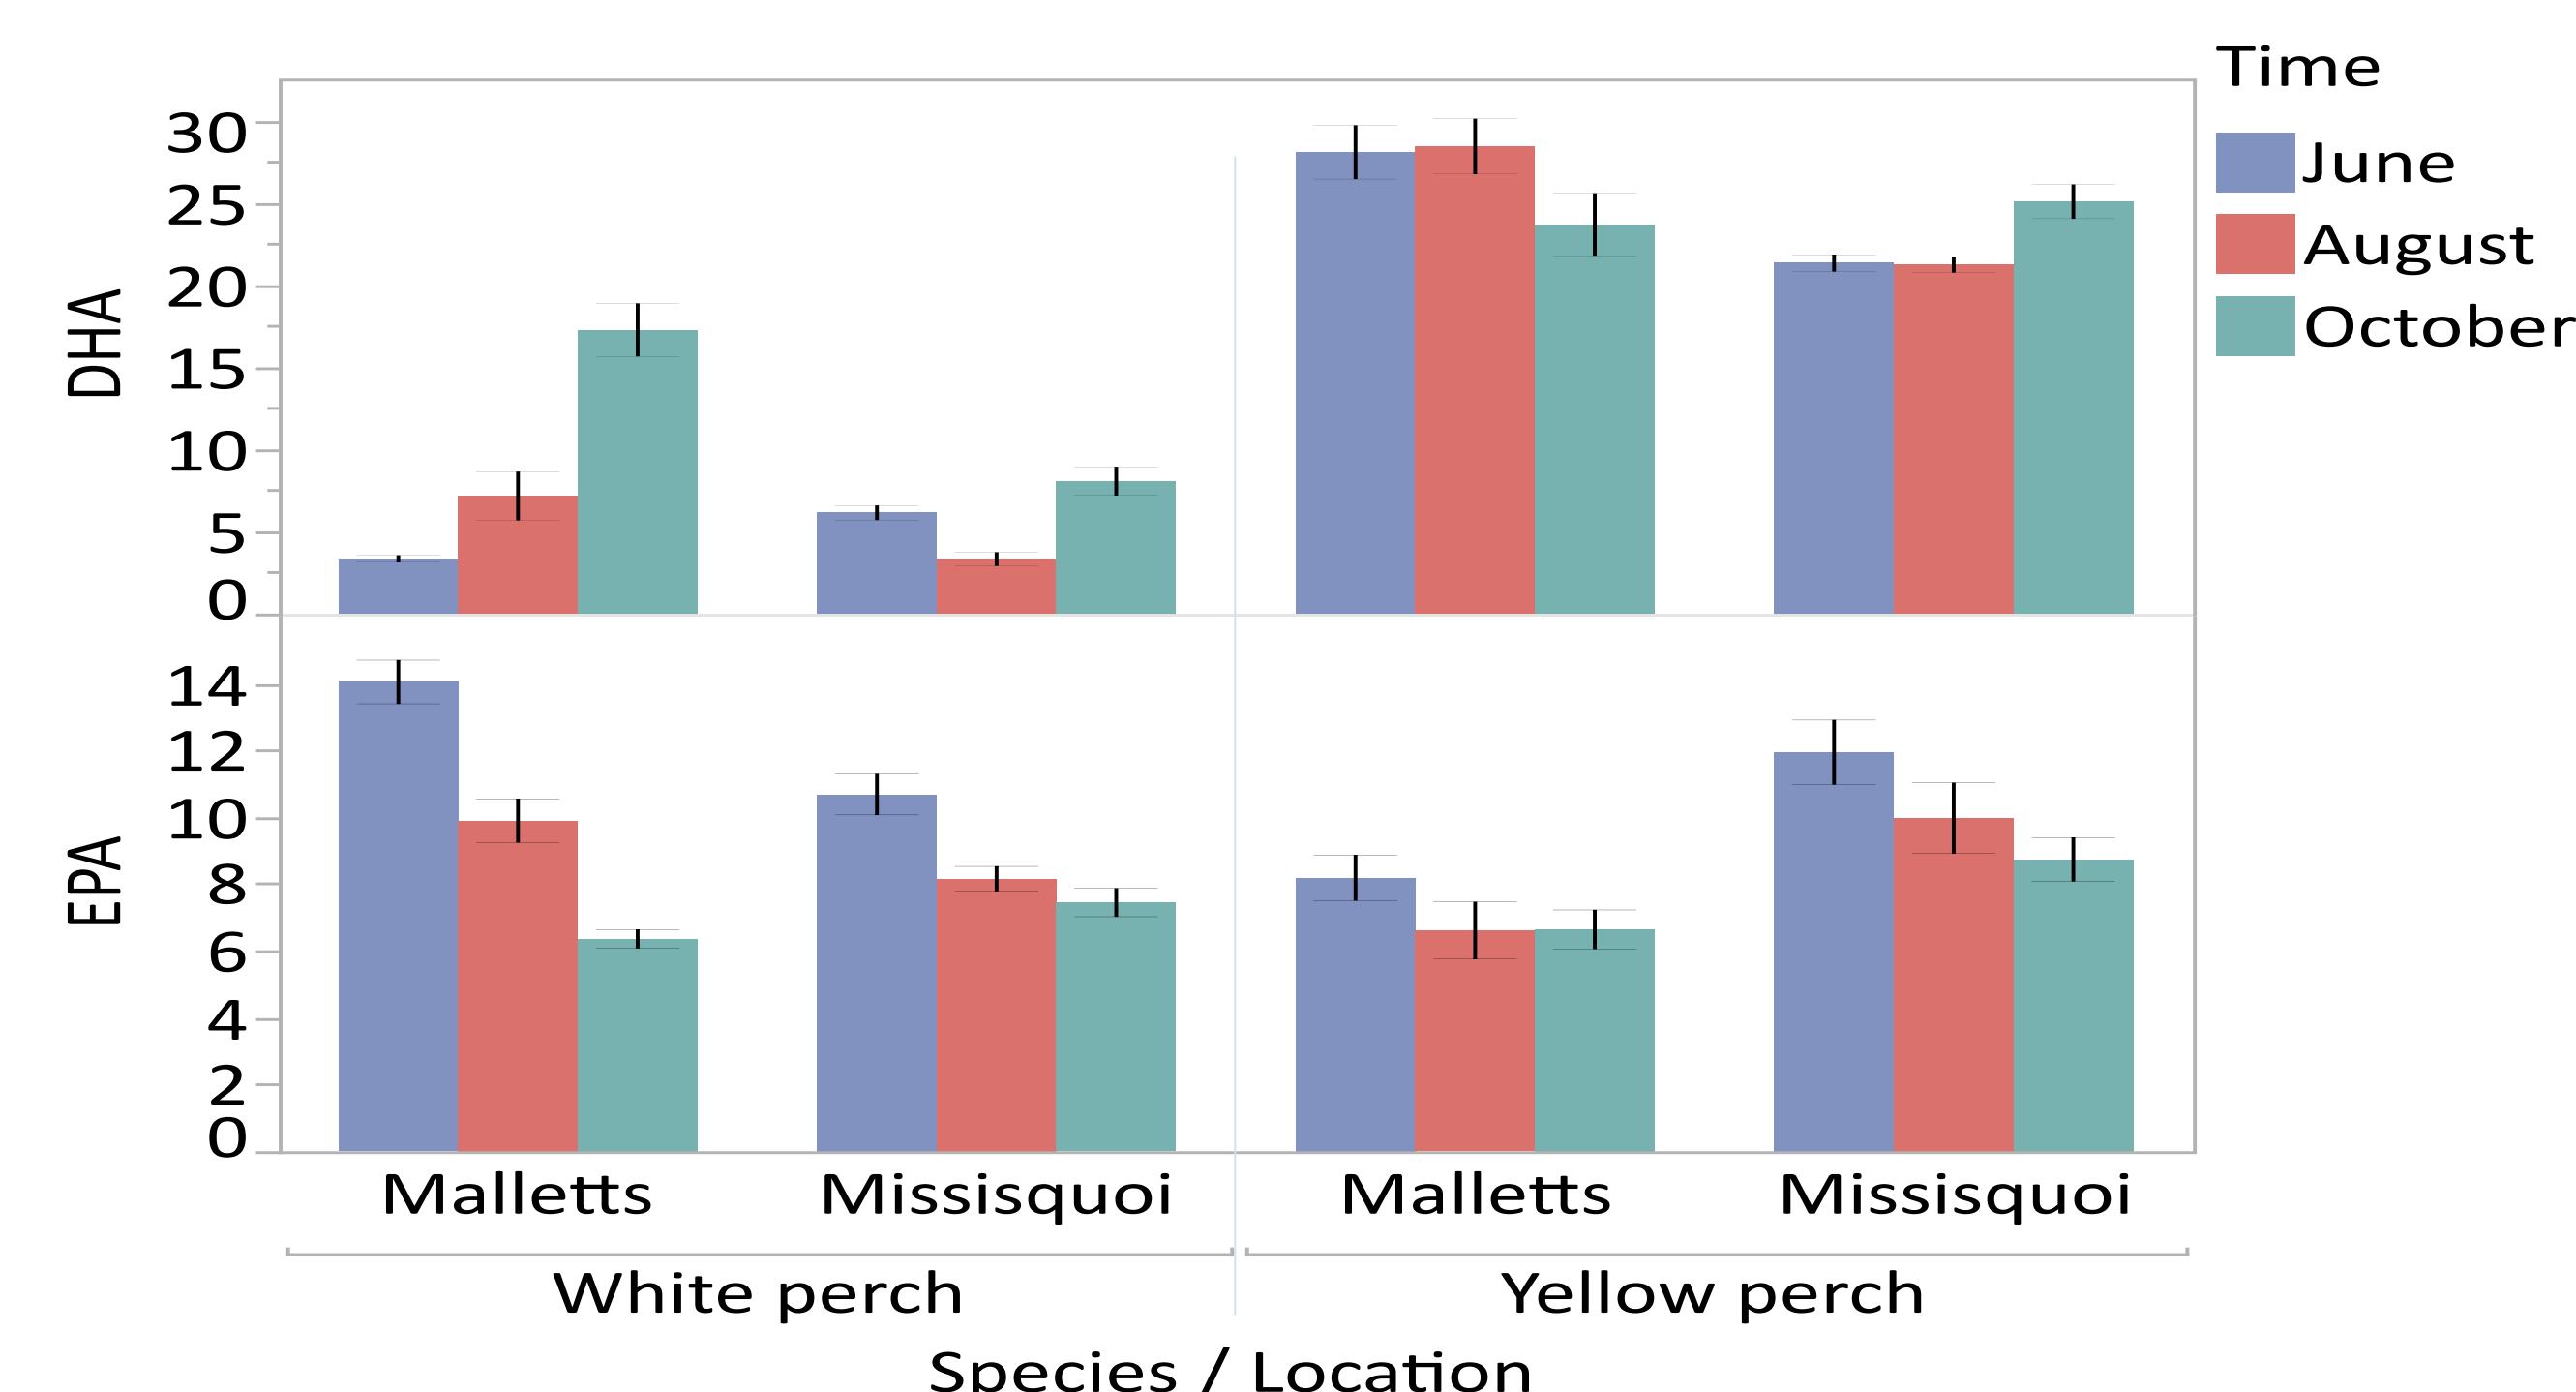 Time
June
August
October
DHA
30
25
20
15
10
5
0
EPA
14
12
10
8
6
4
2
0
Malletts Missisquoi Malletts Missisquoi
White perch Yellow perch
Species / Location